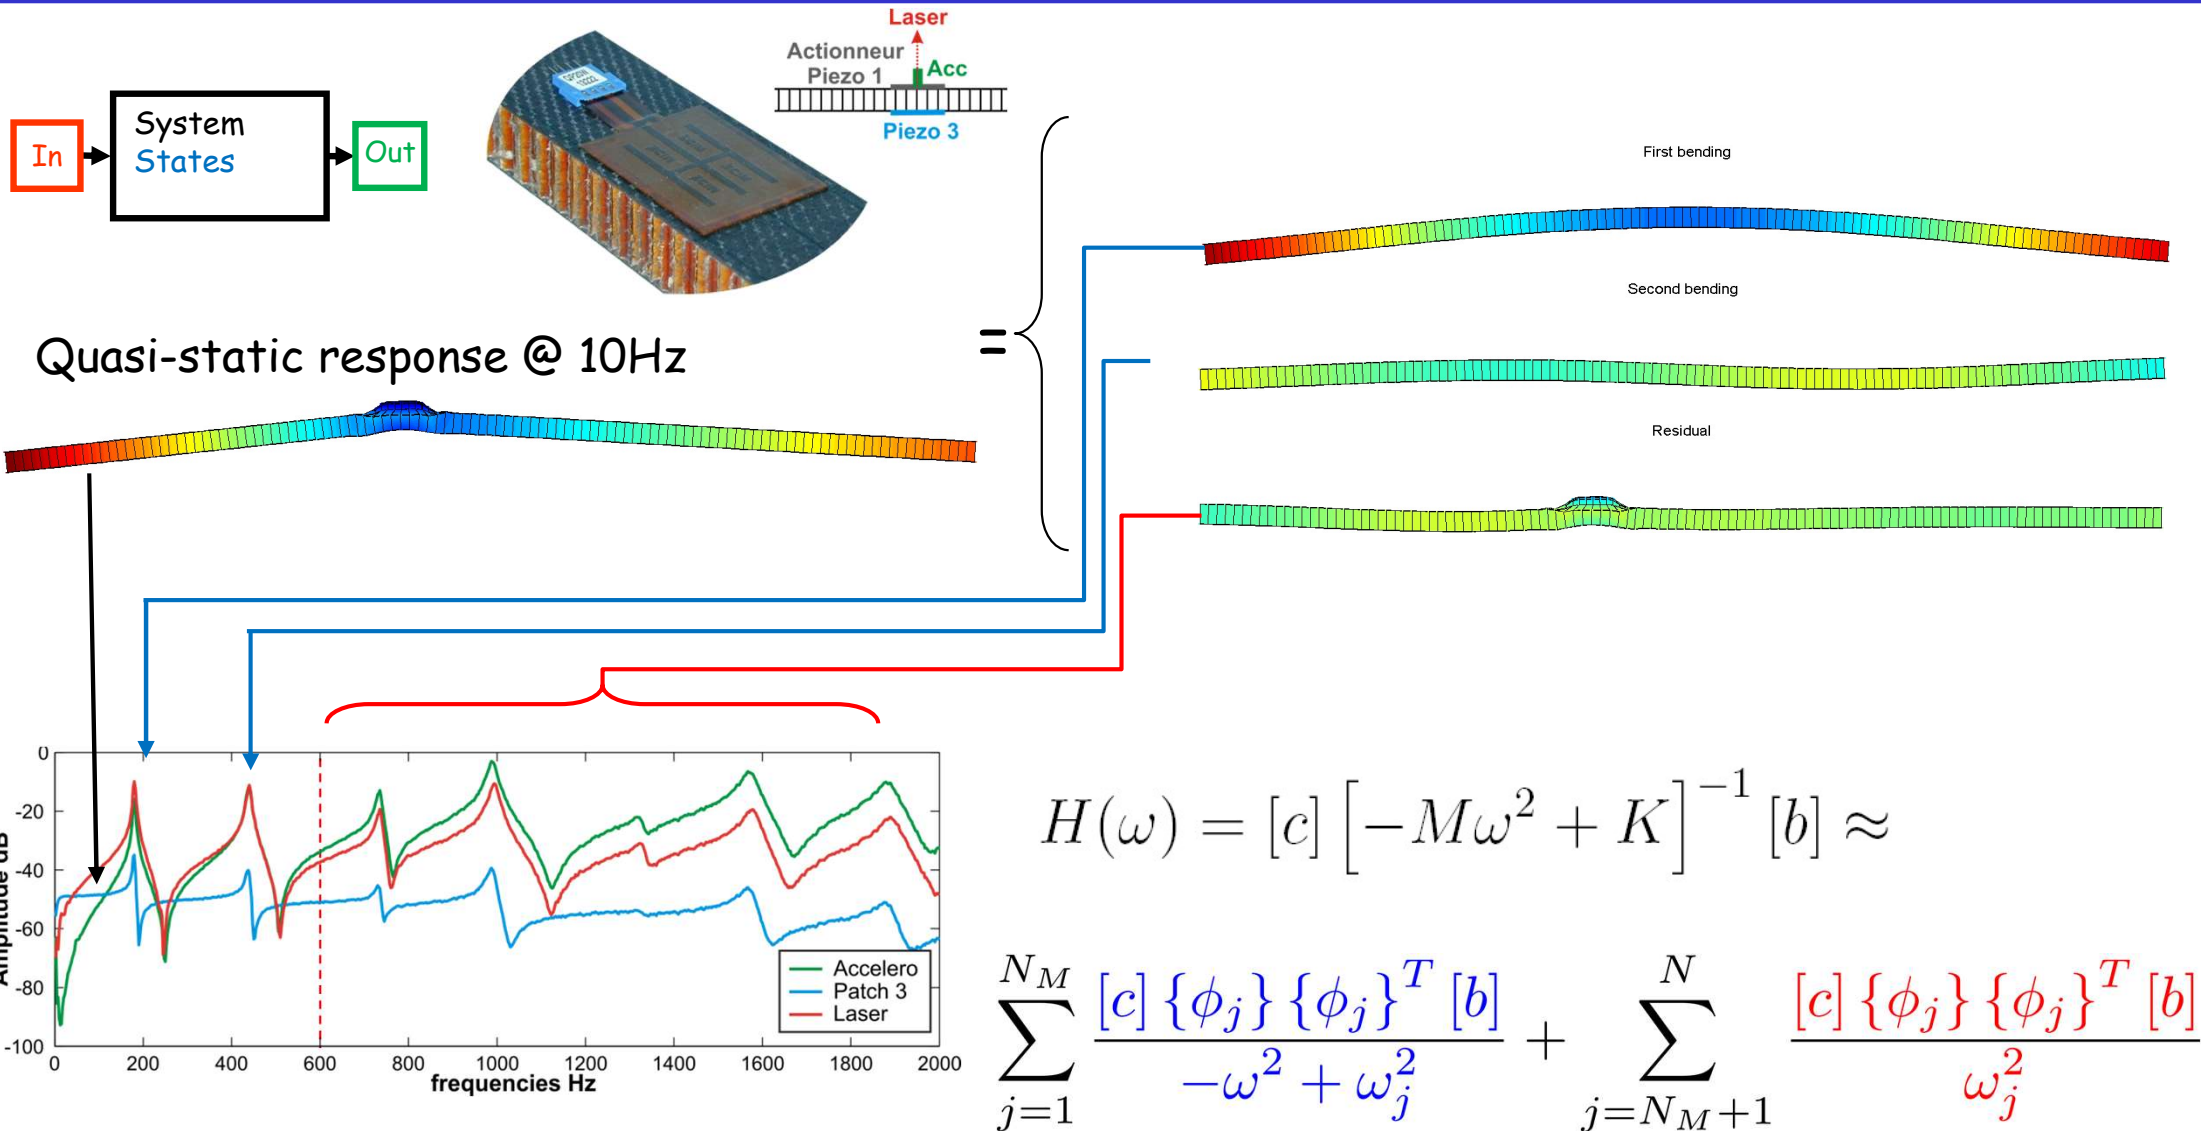 Laser
Actionneur
Piezo 1
Acc
Piezo 3
In
System
States
Out
First bending
Second bending
Quasi-static response @ 10Hz
=
Residual
0
-20
-40
-60
-80
-100
Amplitude dB
0 200 400 600 800 1000 1200 1400 1600 1800 2000
frequencies Hz
Accelero
Patch 3
Laser
H(ω) = [c] [−Mω² + K]⁻¹ [b] ≈
∑_{j=1}^{N_M} \frac{[c] {ϕ_j} {ϕ_j}^T [b]}{−ω² + ω_j²} + ∑_{j=N_M+1}^{N} \frac{[c] {ϕ_j} {ϕ_j}^T [b]}{ω_j²}